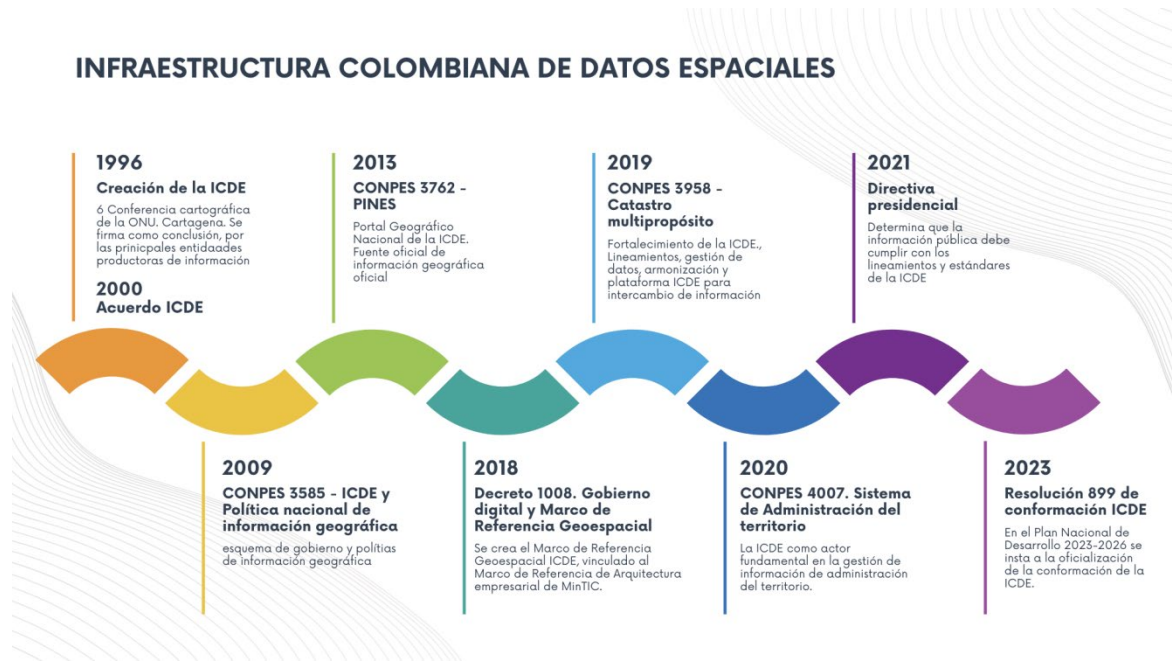 INFRAESTRUCTURA COLOMBIANA DE DATOS ESPACIALES
1996
Creación de la ICDE
6 Conferencia cartográfica
de la ONU. Cartagena. Se
firma como conclusión, por
las prinicpales entidaades
productoras de información
2000
Acuerdo ICDE
2013
CONPES 3762 -
PINES
Portal Geográfico
Nacional de la ICDE.
Fuente oficial de
información geográfica
oficial
2019
CONPES 3958 -
Catastro
multipropósito
Fortalecimiento de la ICDE.,
Lineamientos, gestión de
datos, armonización y
plataforma ICDE para
intercambio de información
2021
Directiva
presidencial
Determina que la
información pública debe
cumplir con los
lineamientos y estándares
de la ICDE
2009
CONPES 3585 - ICDE y
Política nacional de
información geográfica
esquema de gobierno y polítias
de información geográfica
2018
Decreto 1008. Gobierno
digital y Marco de
Referencia Geoespacial
Se crea el Marco de Referencia
Geoespacial ICDE, vinculado al
Marco de Referencia de Arquitectura
empresarial de MinTIC.
2020
CONPES 4007. Sistema
de Administración del
territorio
La ICDE como actor
fundamental en la gestión de
información de administración
del territorio.
2023
Resolución 899 de
conformación ICDE
En el Plan Nacional de
Desarrollo 2023-2026 se
insta a la oficialización
de la conformación de la
ICDE.